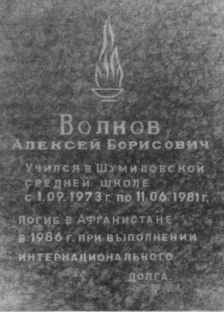 Волков
Алексей Борисович
Учился в Шумиловской
средней школе
с 1.09.1973 г. по 11.06.1981 г.
Погиб в Афганистане
в 1986 г. при выполнении
интернационального
долга